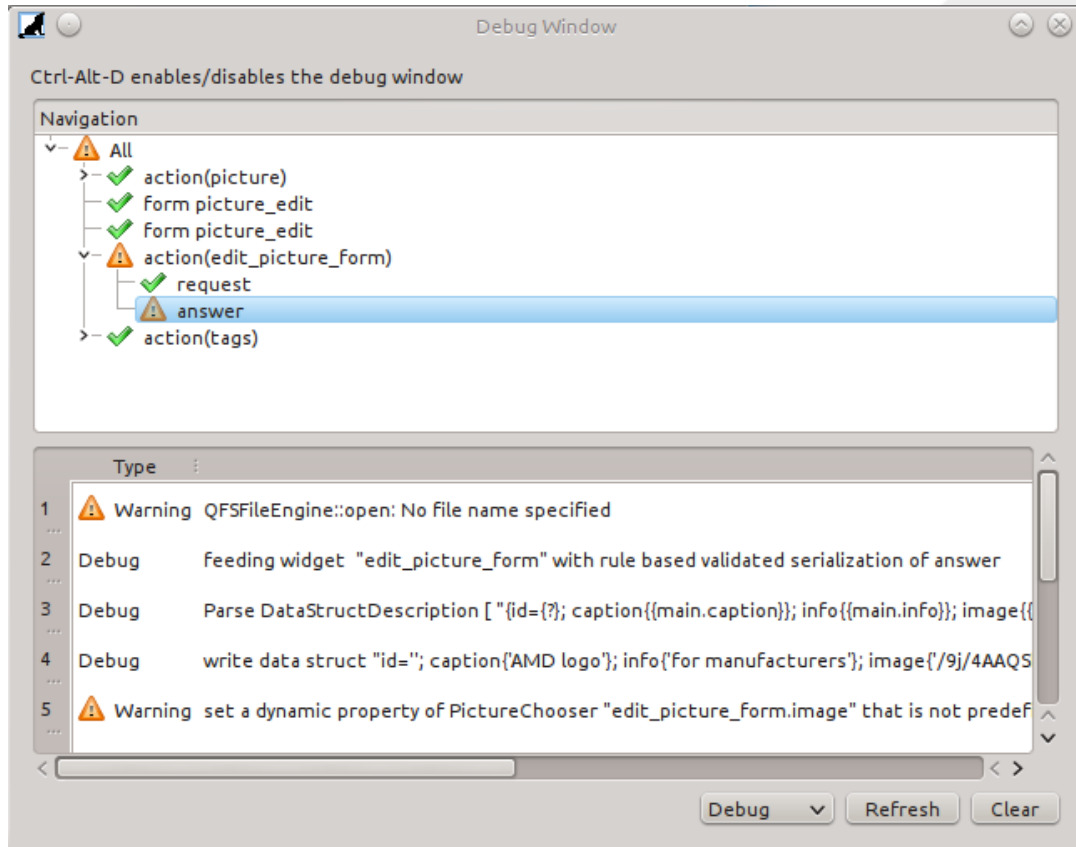 Debug Window
Ctrl-Alt-D enables/disables the debug window
Navigation
All
action(picture)
form picture_edit
form picture_edit
action(edit_picture_form)
request
answer
action(tags)
Type
1 Warning QFSFileEngine::open: No file name specified
2 Debug feeding widget "edit_picture_form" with rule based validated serialization of answer
3 Debug Parse DataStructDescription [ "{id={?}; caption{{main.caption}}; info{{main.info}}; image{{
4 Debug write data struct "id=''; caption{'AMD logo'}; info{'for manufacturers'}; image{'/9j/4AAQS
5 Warning set a dynamic property of PictureChooser "edit_picture_form.image" that is not predef
Debug Refresh Clear